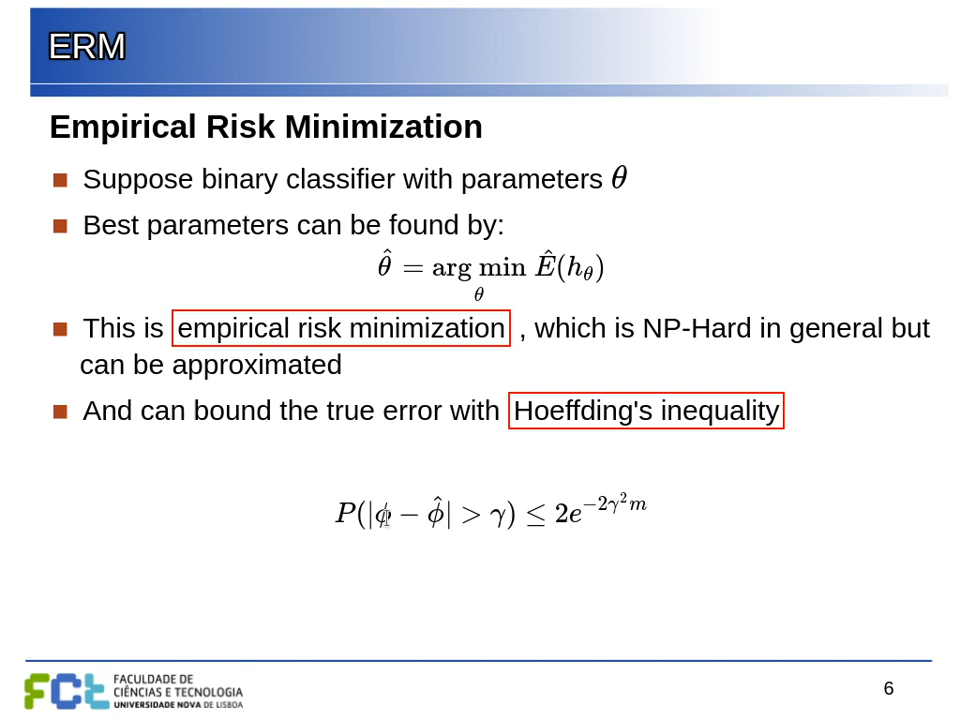 ERM
Empirical Risk Minimization
Suppose binary classifier with parameters θ
Best parameters can be found by:
θ̂ = arg min Ê(h_θ)
θ
This is empirical risk minimization , which is NP-Hard in general but
can be approximated
And can bound the true error with Hoeffding's inequality
P(|ϕ − ϕ̂| > γ) ≤ 2e^{−2γ²m}
FCt
FACULDADE DE
CIÊNCIAS E TECNOLOGIA
UNIVERSIDADE NOVA DE LISBOA
6